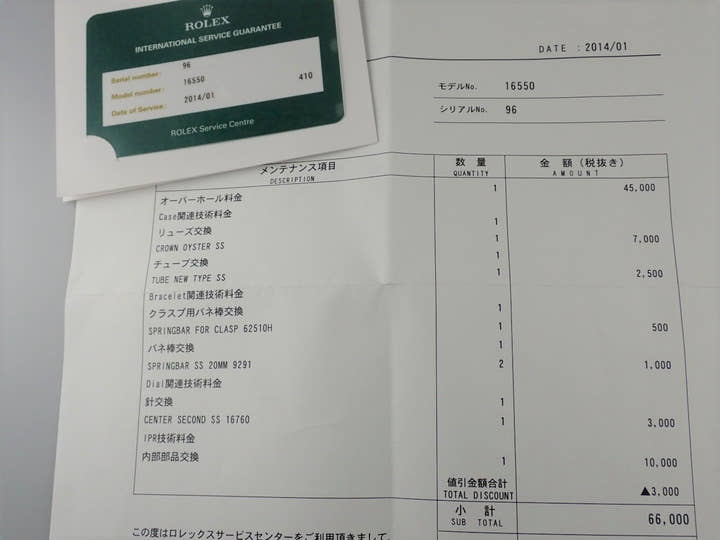 ROLEX
INTERNATIONAL SERVICE GUARANTEE
Serial number: 96
Model number: 16550 410
Date of Service: 2014/01
ROLEX Service Centre
DATE : 2014/01
モデルNo. 16550
シリアルNo. 96
メンテナンス項目 数 量 金 額 (税抜き)
DESCRIPTION QUANTITY AMOUNT
オーバーホール料金 1 45,000
Case関連技術料金
リューズ交換 1
CROWN OYSTER SS 1 7,000
チューブ交換 1
TUBE NEW TYPE SS 1 2,500
Bracelet関連技術料金
クラスプ用バネ棒交換 1
SPRINGBAR FOR CLASP 62510H 1 500
バネ棒交換 1
SPRINGBAR SS 20MM 9291 2 1,000
Dial関連技術料金
針交換 1
CENTER SECOND SS 16760 1 3,000
IPR技術料金
内部部品交換 1 10,000
値引金額合計
TOTAL DISCOUNT ▲3,000
小 計
SUB TOTAL 66,000
この度はロレックスサービスセンターをご利用頂きまして、